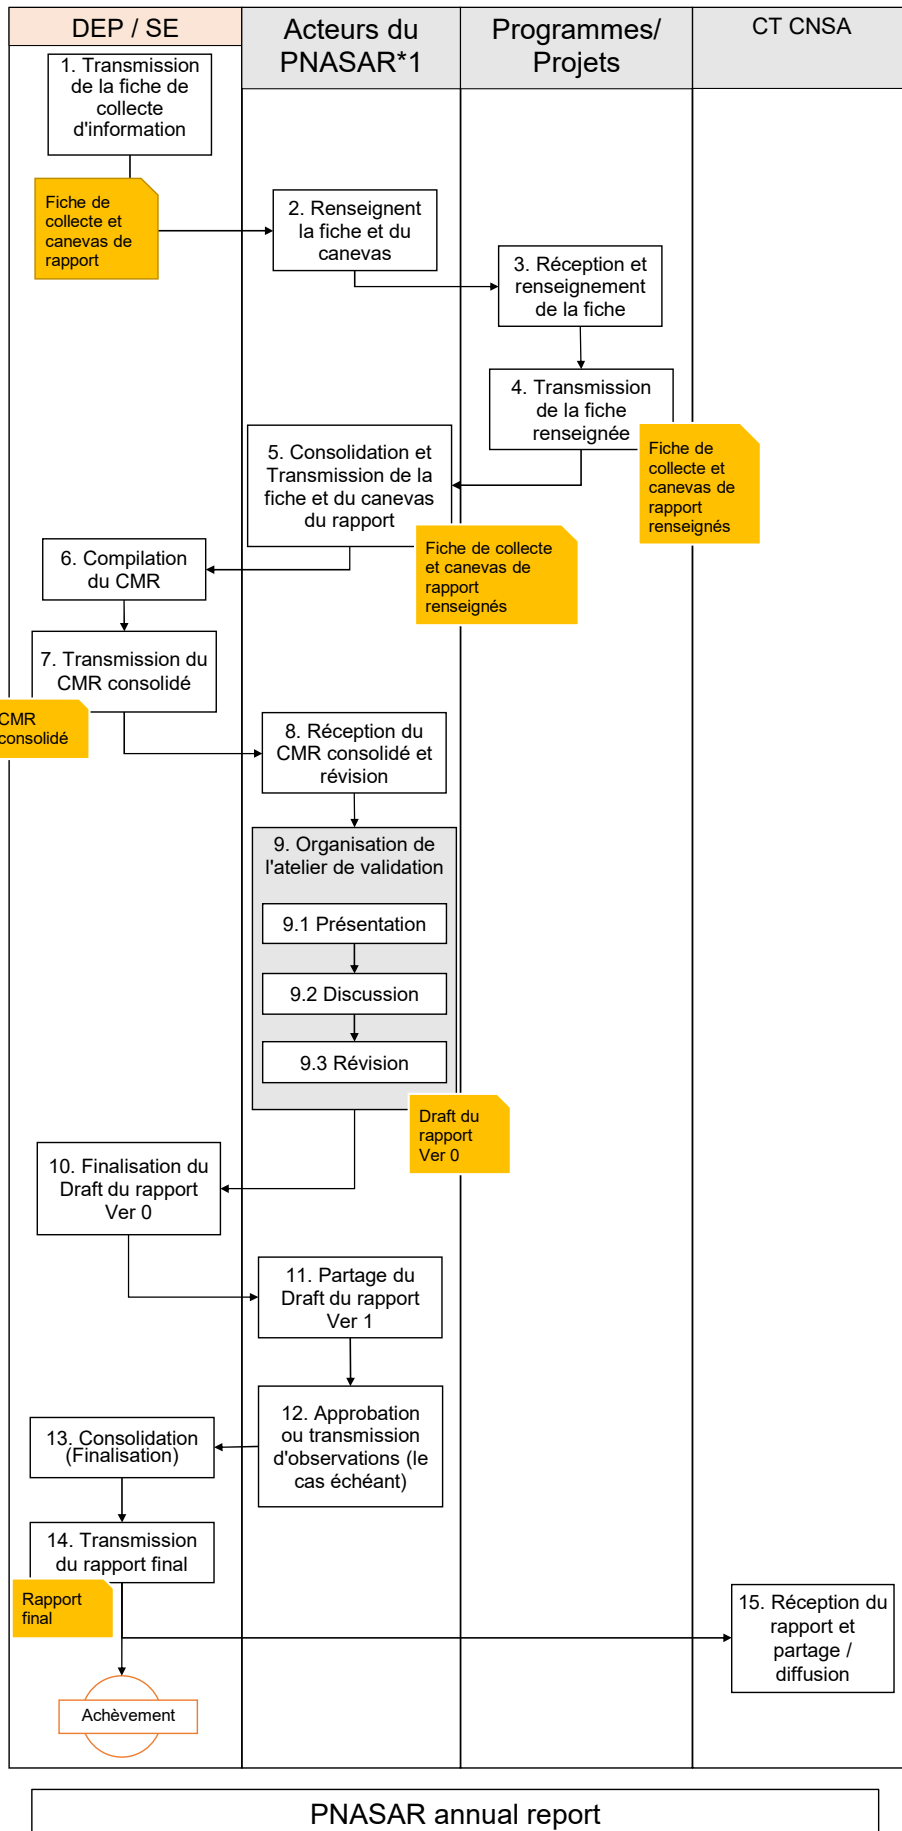 DEP / SE
Acteurs du
PNASAR*1
Programmes/
Projets
CT CNSA
1. Transmission
de la fiche de
collecte
d'information
Fiche de
collecte et
canevas de
rapport
2. Renseignent
la fiche et du
canevas
3. Réception et
renseignement
de la fiche
4. Transmission
de la fiche
renseignée
Fiche de
collecte et
canevas de
rapport
renseignés
5. Consolidation et
Transmission de la
fiche et du canevas
du rapport
Fiche de collecte
et canevas de
rapport
renseignés
6. Compilation
du CMR
7. Transmission du
CMR consolidé
CMR
consolidé
8. Réception du
CMR consolidé et
révision
9. Organisation de
l'atelier de validation
9.1 Présentation
9.2 Discussion
9.3 Révision
Draft du
rapport
Ver 0
10. Finalisation du
Draft du rapport
Ver 0
11. Partage du
Draft du rapport
Ver 1
12. Approbation
ou transmission
d'observations (le
cas échéant)
13. Consolidation
(Finalisation)
14. Transmission
du rapport final
Rapport
final
15. Réception du
rapport et
partage /
diffusion
Achèvement
PNASAR annual report